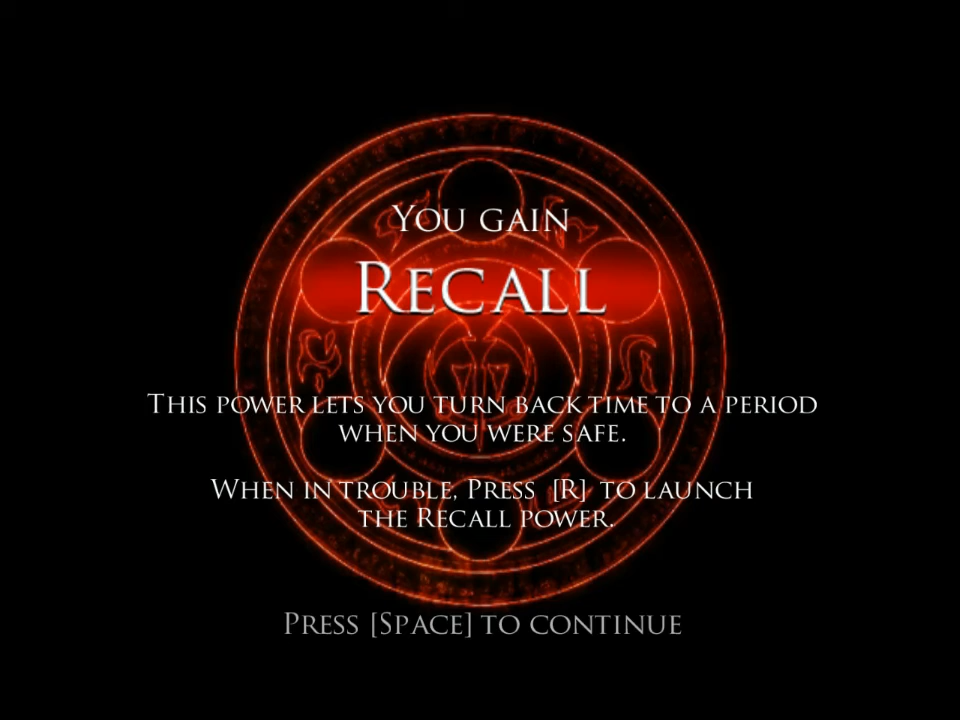 You gain
Recall
This power lets you turn back time to a period
when you were safe.
When in trouble, Press [R] to launch
the Recall power.
Press [Space] to continue